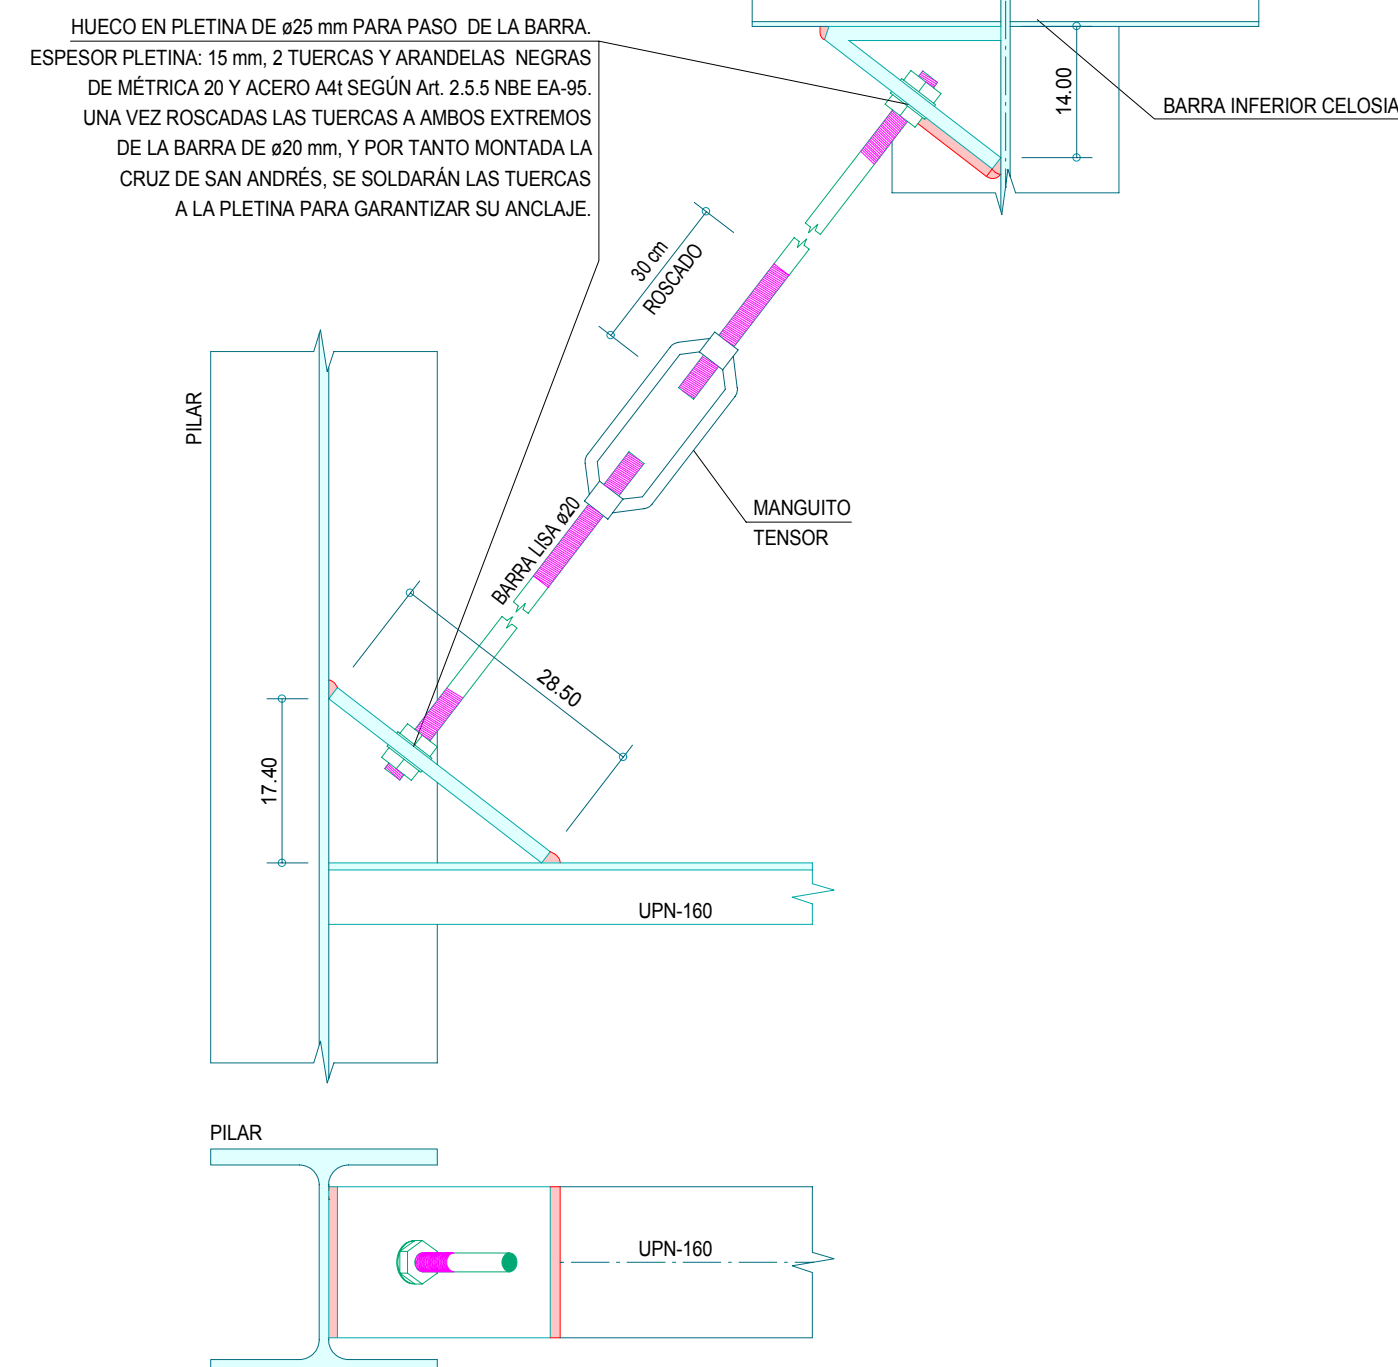 HUECO EN PLETINA DE ø25 mm PARA PASO DE LA BARRA.
ESPESOR PLETINA: 15 mm, 2 TUERCAS Y ARANDELAS NEGRAS
DE MÉTRICA 20 Y ACERO A4t SEGÚN Art. 2.5.5 NBE EA-95.
UNA VEZ ROSCADAS LAS TUERCAS A AMBOS EXTREMOS
DE LA BARRA DE ø20 mm, Y POR TANTO MONTADA LA
CRUZ DE SAN ANDRÉS, SE SOLDARÁN LAS TUERCAS
A LA PLETINA PARA GARANTIZAR SU ANCLAJE.
14.00
BARRA INFERIOR CELOSIA
30 cm
ROSCADO
PILAR
MANGUITO
TENSOR
BARRA LISA ø20
28.50
17.40
UPN-160
PILAR
UPN-160